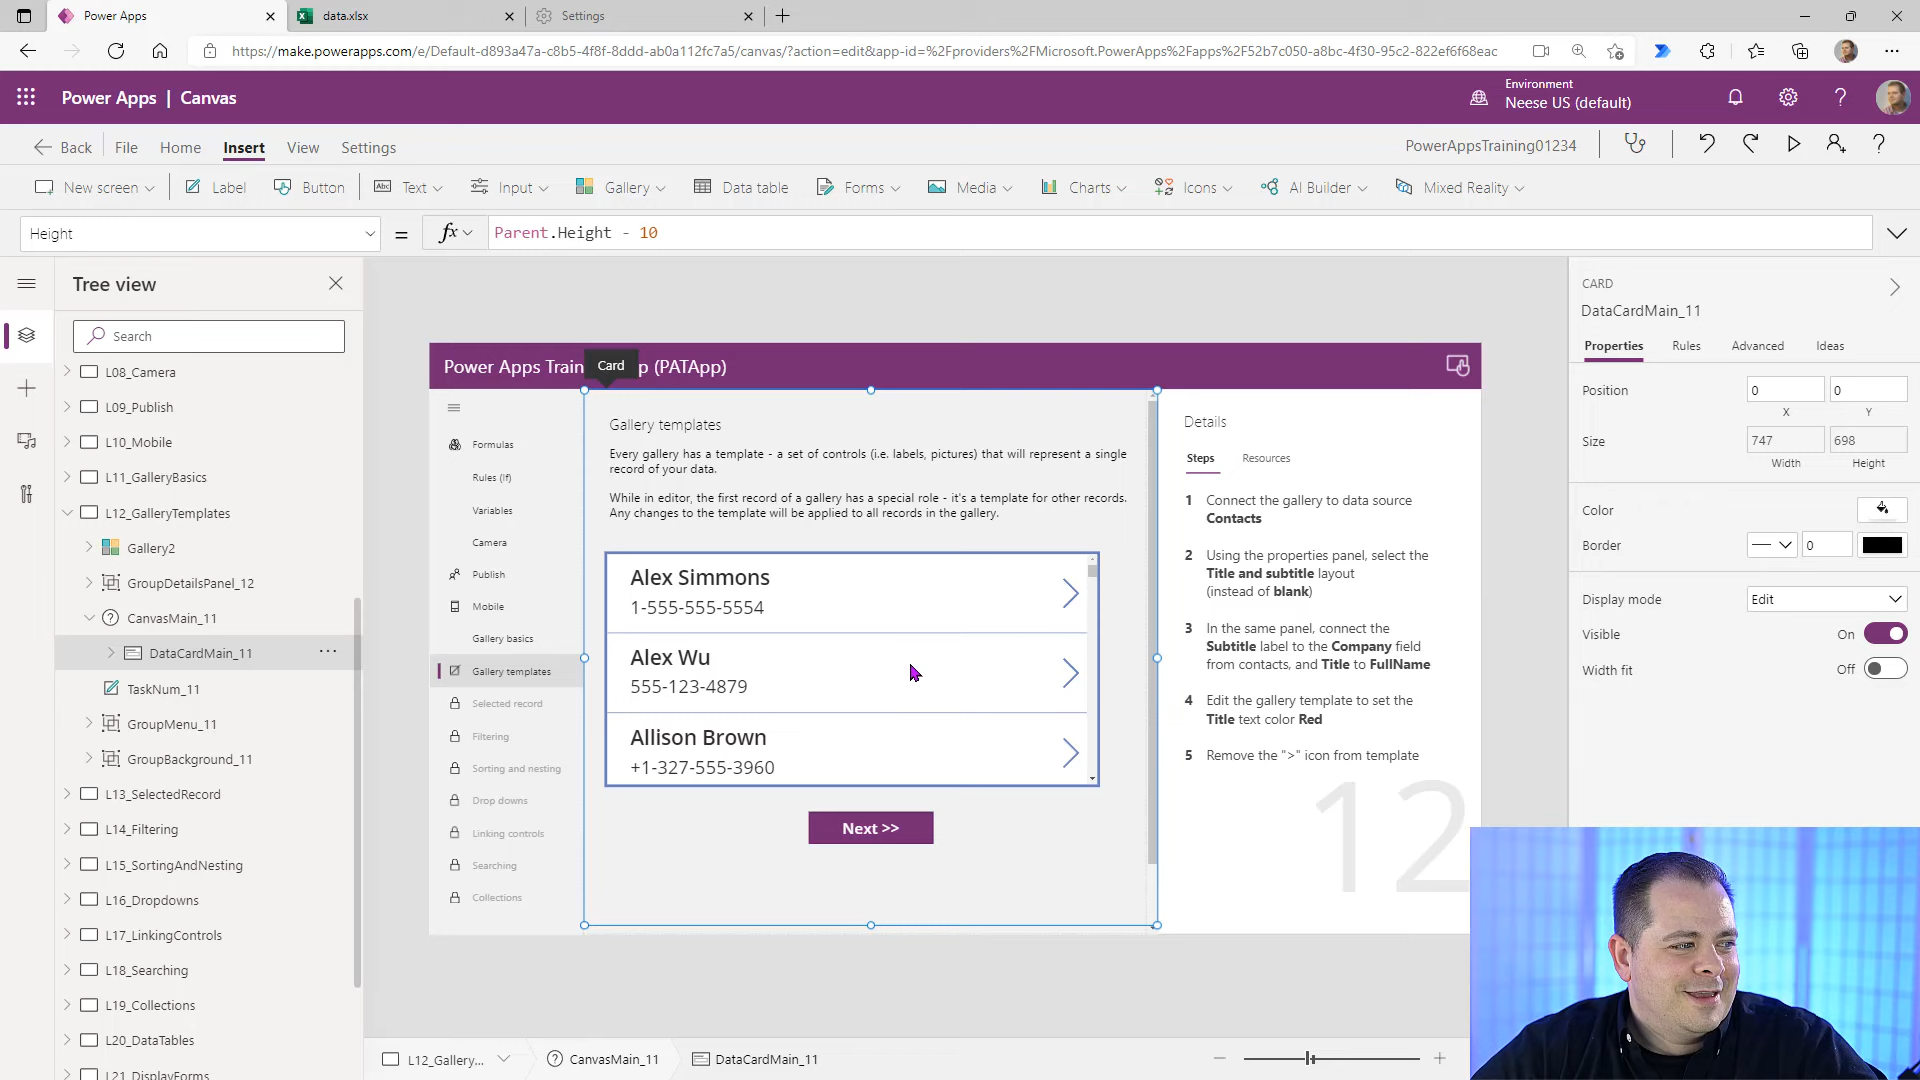 Power Apps
data.xlsx
Settings
https://make.powerapps.com/e/Default-d893a47a-c8b5-4f8f-8ddd-ab0a112fc7a5/canvas/?action=edit&app-id=%2Fproviders%2FMicrosoft.PowerApps%2Fapps%2F52b7c050-a8bc-4f30-95c2-822ef6f68eac
Power Apps | Canvas
Environment
Neese US (default)
Back
File
Home
Insert
View
Settings
PowerAppsTraining01234
New screen
Label
Button
Text
Input
Gallery
Data table
Forms
Media
Charts
Icons
AI Builder
Mixed Reality
Height
=
fx
Parent.Height - 10
Tree view
Search
L08_Camera
L09_Publish
L10_Mobile
L11_GalleryBasics
L12_GalleryTemplates
Gallery2
GroupDetailsPanel_12
CanvasMain_11
DataCardMain_11
TaskNum_11
GroupMenu_11
GroupBackground_11
L13_SelectedRecord
L14_Filtering
L15_SortingAndNesting
L16_Dropdowns
L17_LinkingControls
L18_Searching
L19_Collections
L20_DataTables
L21_DisplayForms
Power Apps Train
Card
p (PATApp)
Formulas
Rules (If)
Variables
Camera
Publish
Mobile
Gallery basics
Gallery templates
Selected record
Filtering
Sorting and nesting
Drop downs
Linking controls
Searching
Collections
Gallery templates
Every gallery has a template - a set of controls (i.e. labels, pictures) that will represent a single
record of your data.
While in editor, the first record of a gallery has a special role - it's a template for other records.
Any changes to the template will be applied to all records in the gallery.
Alex Simmons
1-555-555-5554
Alex Wu
555-123-4879
Allison Brown
+1-327-555-3960
Next >>
Details
Steps
Resources
1 Connect the gallery to data source
Contacts
2 Using the properties panel, select the
Title and subtitle layout
(instead of blank)
3 In the same panel, connect the
Subtitle label to the Company field
from contacts, and Title to FullName
4 Edit the gallery template to set the
Title text color Red
5 Remove the ">" icon from template
12
CARD
DataCardMain_11
Properties
Rules
Advanced
Ideas
Position
0
0
X
Y
Size
747
698
Width
Height
Color
Border
0
Display mode
Edit
Visible
On
Width fit
Off
L12_Gallery...
CanvasMain_11
DataCardMain_11